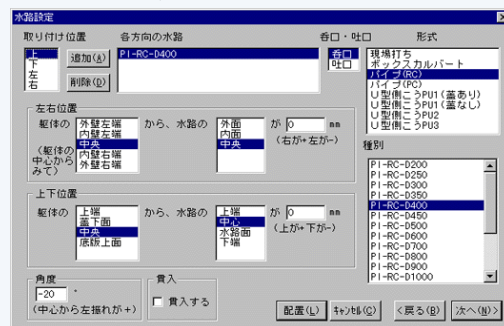 水路設定
取り付け位置
上
下
左
右
追加(A)
削除(D)
各方向の水路
PI-RC-D400
呑口・吐口
呑口
吐口
形式
現場打ち
ボックスカルバート
パイプ(RC)
パイプ(PC)
U型側こうPU1(蓋あり)
U型側こうPU1(蓋なし)
U型側こうPU2
U型側こうPU3
左右位置
躯体の
(躯体の
中心から
みて)
外壁左端
内壁左端
中央
内壁右端
外壁右端
から、水路の
外面
内面
中央
が 0 mm
(右が+左が-)
上下位置
躯体の
上端
蓋下面
中央
底版上面
から、水路の
上端
中心
水路面
下端
が 0 mm
(上が+下が-)
種別
PI-RC-D200
PI-RC-D250
PI-RC-D300
PI-RC-D350
PI-RC-D400
PI-RC-D450
PI-RC-D500
PI-RC-D600
PI-RC-D700
PI-RC-D800
PI-RC-D900
PI-RC-D1000
角度
-20 °
(中心から左振れが+)
貫入
貫入する
配置(L)
キャンセル(C)
<戻る(B)
次へ(N)>